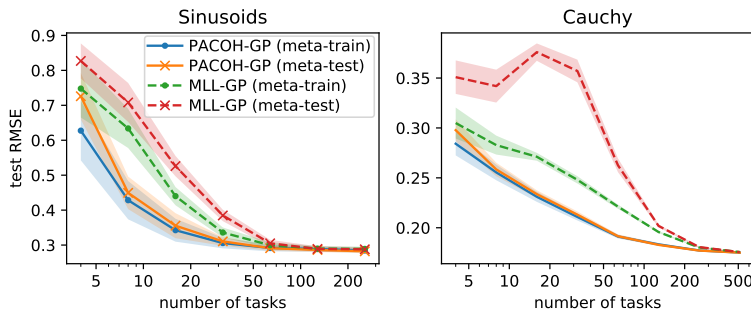 Sinusoids
0.9
0.8
0.7
0.6
0.5
0.4
0.3
test RMSE
5
10
20
50
100
200
number of tasks
PACOH-GP (meta-train)
PACOH-GP (meta-test)
MLL-GP (meta-train)
MLL-GP (meta-test)
Cauchy
0.35
0.30
0.25
0.20
5
10
20
50
100
200
500
number of tasks